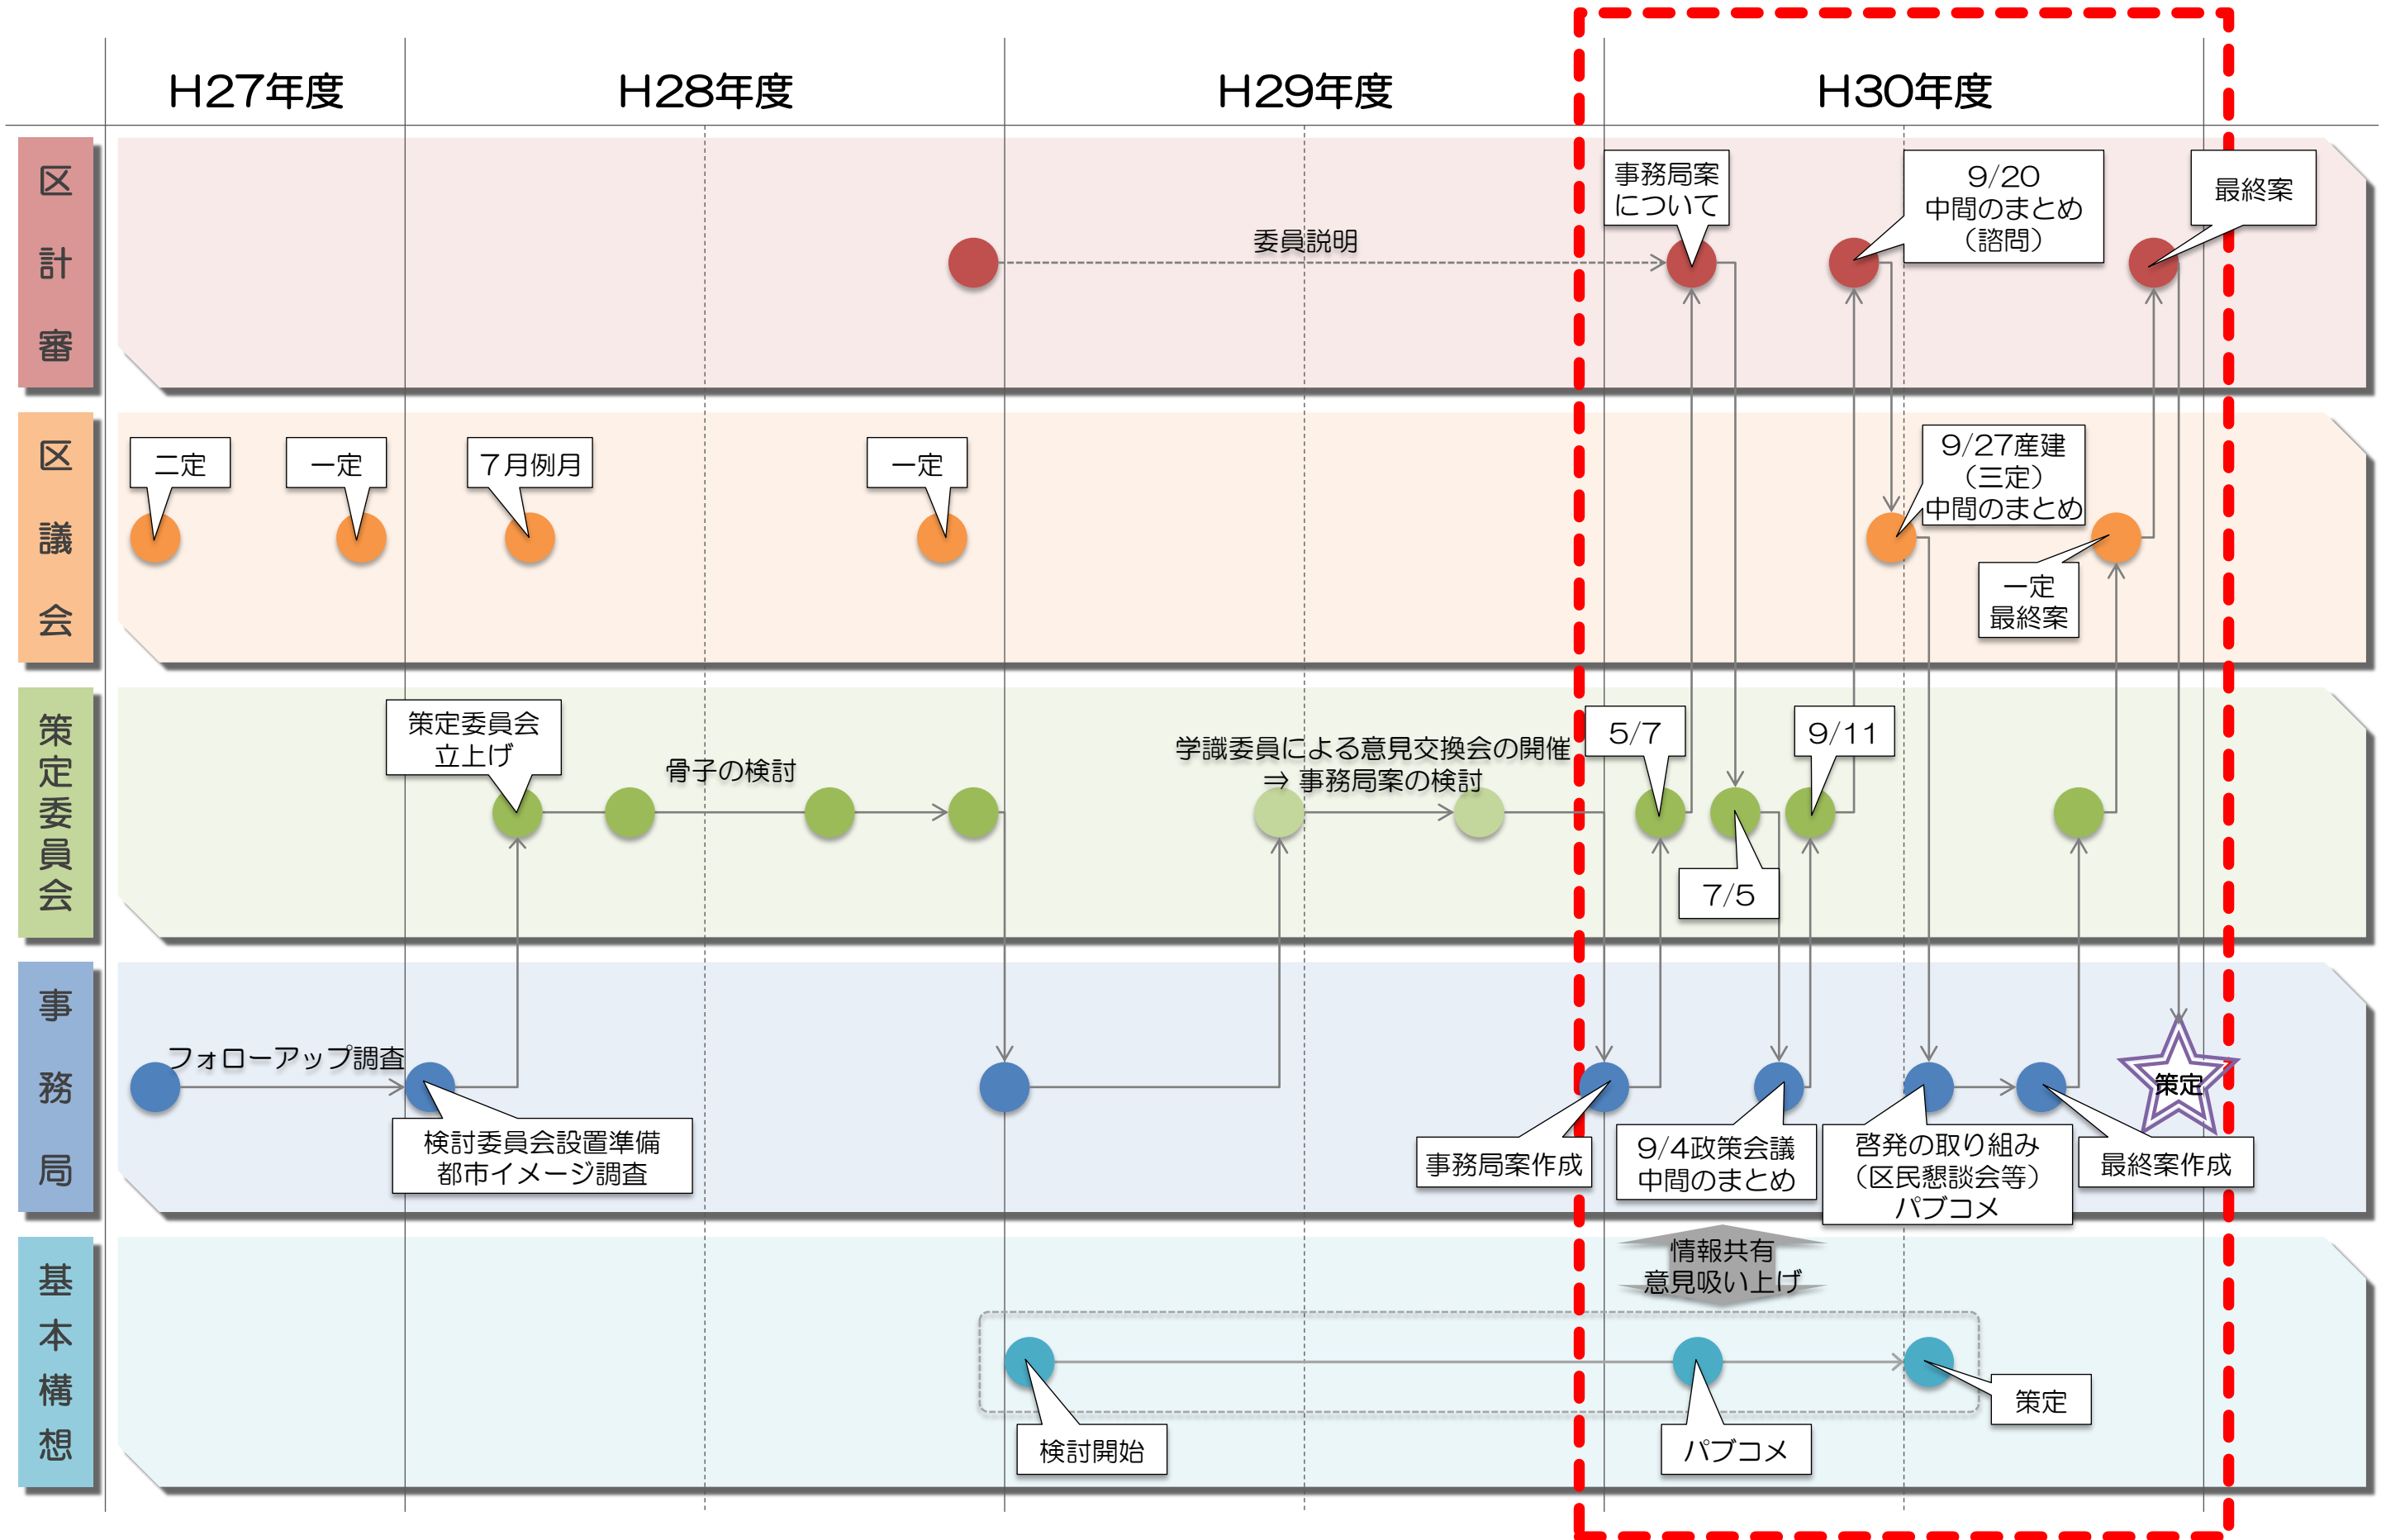 H27年度
H28年度
H29年度
H30年度
区計審
事務局案
について
9/20
中間のまとめ
（諮問）
最終案
委員説明
区議会
二定
一定
７月例月
一定
9/27産建
（三定）
中間のまとめ
一定
最終案
策定委員会
策定委員会
立上げ
骨子の検討
学識委員による意見交換会の開催
⇒ 事務局案の検討
5/7
9/11
7/5
事務局
フォローアップ調査
検討委員会設置準備
都市イメージ調査
事務局案作成
9/4政策会議
中間のまとめ
啓発の取り組み
（区民懇談会等）
パブコメ
最終案作成
策定
基本構想
情報共有
意見吸い上げ
検討開始
パブコメ
策定